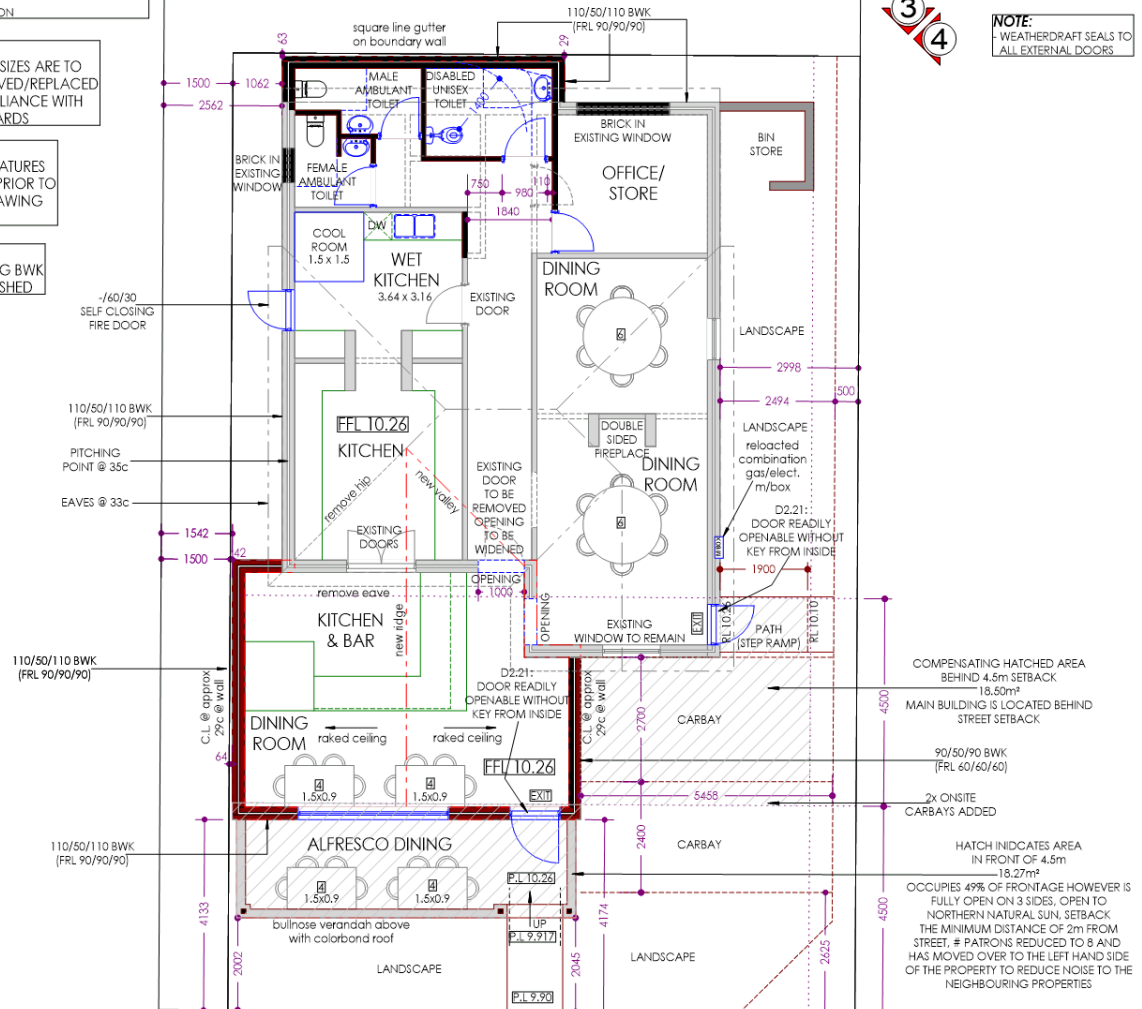 ON
SIZES ARE TO
VED/REPLACED
LIANCE WITH
ARDS
ATURES
PRIOR TO
AWING
G BWK
SHED
3
4
NOTE:
- WEATHERDRAFT SEALS TO
ALL EXTERNAL DOORS
square line gutter
on boundary wall
110/50/110 BWK
(FRL 90/90/90)
63
29
1500
1062
2562
MALE
AMBULANT
TOILET
DISABLED
UNISEX
TOILET
1400
BRICK IN
EXISTING WINDOW
BIN
STORE
BRICK IN
EXISTING
WINDOW
FEMALE
AMBULANT
TOILET
OFFICE/
STORE
750
110
980
1840
COOL
ROOM
1.5 x 1.5
DW
WET
KITCHEN
3.64 x 3.16
EXISTING
DOOR
DINING
ROOM
6
-/60/30
SELF CLOSING
FIRE DOOR
LANDSCAPE
2998
500
2494
110/50/110 BWK
(FRL 90/90/90)
FFL 10.26
KITCHEN
DOUBLE
SIDED
FIREPLACE
LANDSCAPE
reloacted
combination
gas/elect.
m/box
PITCHING
POINT @ 35c
EAVES @ 33c
remove hip
new valley
EXISTING
DOOR
TO BE
REMOVED
OPENING
TO BE
WIDENED
DINING
ROOM
6
D2.21:
DOOR READILY
OPENABLE WITHOUT
KEY FROM INSIDE
M/BOX
1542
1500
42
EXISTING
DOORS
OPENING
1000
1900
remove eave
KITCHEN
& BAR
new ridge
OPENING
EXISTING
WINDOW TO REMAIN
EXIT
RL 10.26
PATH
(STEP RAMP)
RL 10.10
110/50/110 BWK
(FRL 90/90/90)
C.L @ approx
29c @ wall
D2.21:
DOOR READILY
OPENABLE WITHOUT
KEY FROM INSIDE
C.L @ approx
29c @ wall
2700
CARBAY
4500
COMPENSATING HATCHED AREA
BEHIND 4.5m SETBACK
18.50m²
MAIN BUILDING IS LOCATED BEHIND
STREET SETBACK
DINING
ROOM
raked ceiling
raked ceiling
64
FFL 10.26
90/50/90 BWK
(FRL 60/60/60)
4
1.5x0.9
4
1.5x0.9
EXIT
5458
2x ONSITE
CARBAYS ADDED
110/50/110 BWK
(FRL 90/90/90)
ALFRESCO DINING
2400
CARBAY
4
1.5x0.9
4
1.5x0.9
P.L 10.26
HATCH INIDCATES AREA
IN FRONT OF 4.5m
18.27m²
OCCUPIES 49% OF FRONTAGE HOWEVER IS
FULLY OPEN ON 3 SIDES, OPEN TO
NORTHERN NATURAL SUN, SETBACK
THE MINIMUM DISTANCE OF 2m FROM
STREET, # PATRONS REDUCED TO 8 AND
HAS MOVED OVER TO THE LEFT HAND SIDE
OF THE PROPERTY TO REDUCE NOISE TO THE
NEIGHBOURING PROPERTIES
4133
4174
4500
bullnose verandah above
with colorbond roof
UP
P.L 9.917
2002
2045
2625
LANDSCAPE
LANDSCAPE
P.L 9.90